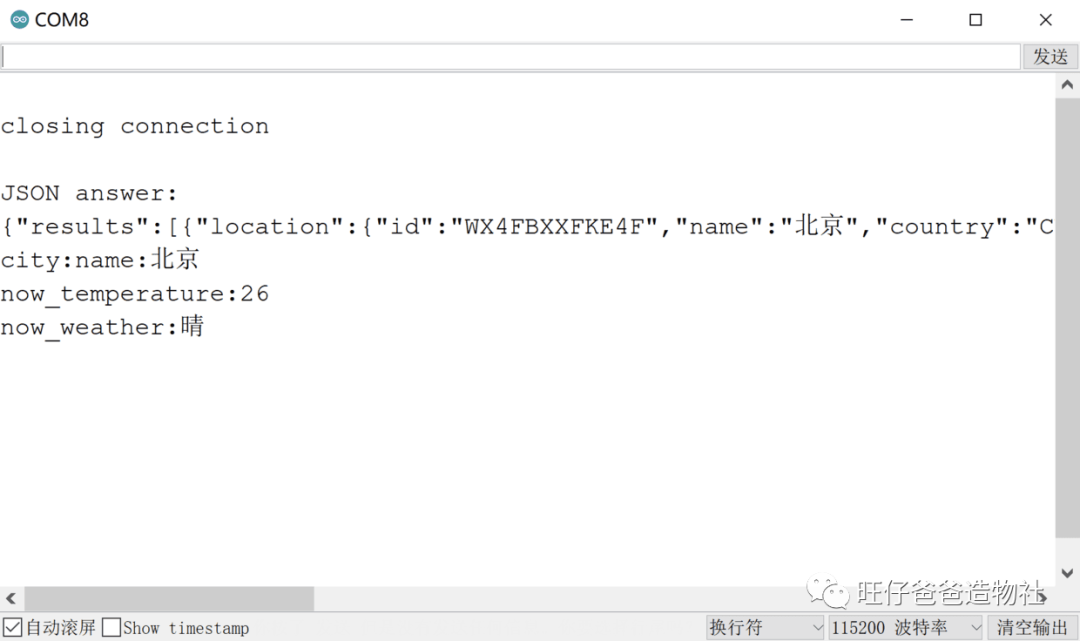 COM8
发送
closing connection
JSON answer:
{"results":[{"location":{"id":"WX4FBXXFKE4F","name":"北京","country":"C
city:name:北京
now_temperature:26
now_weather:晴
旺仔爸爸造物社
自动滚屏 Show timestamp 换行符 115200 波特率 清空输出